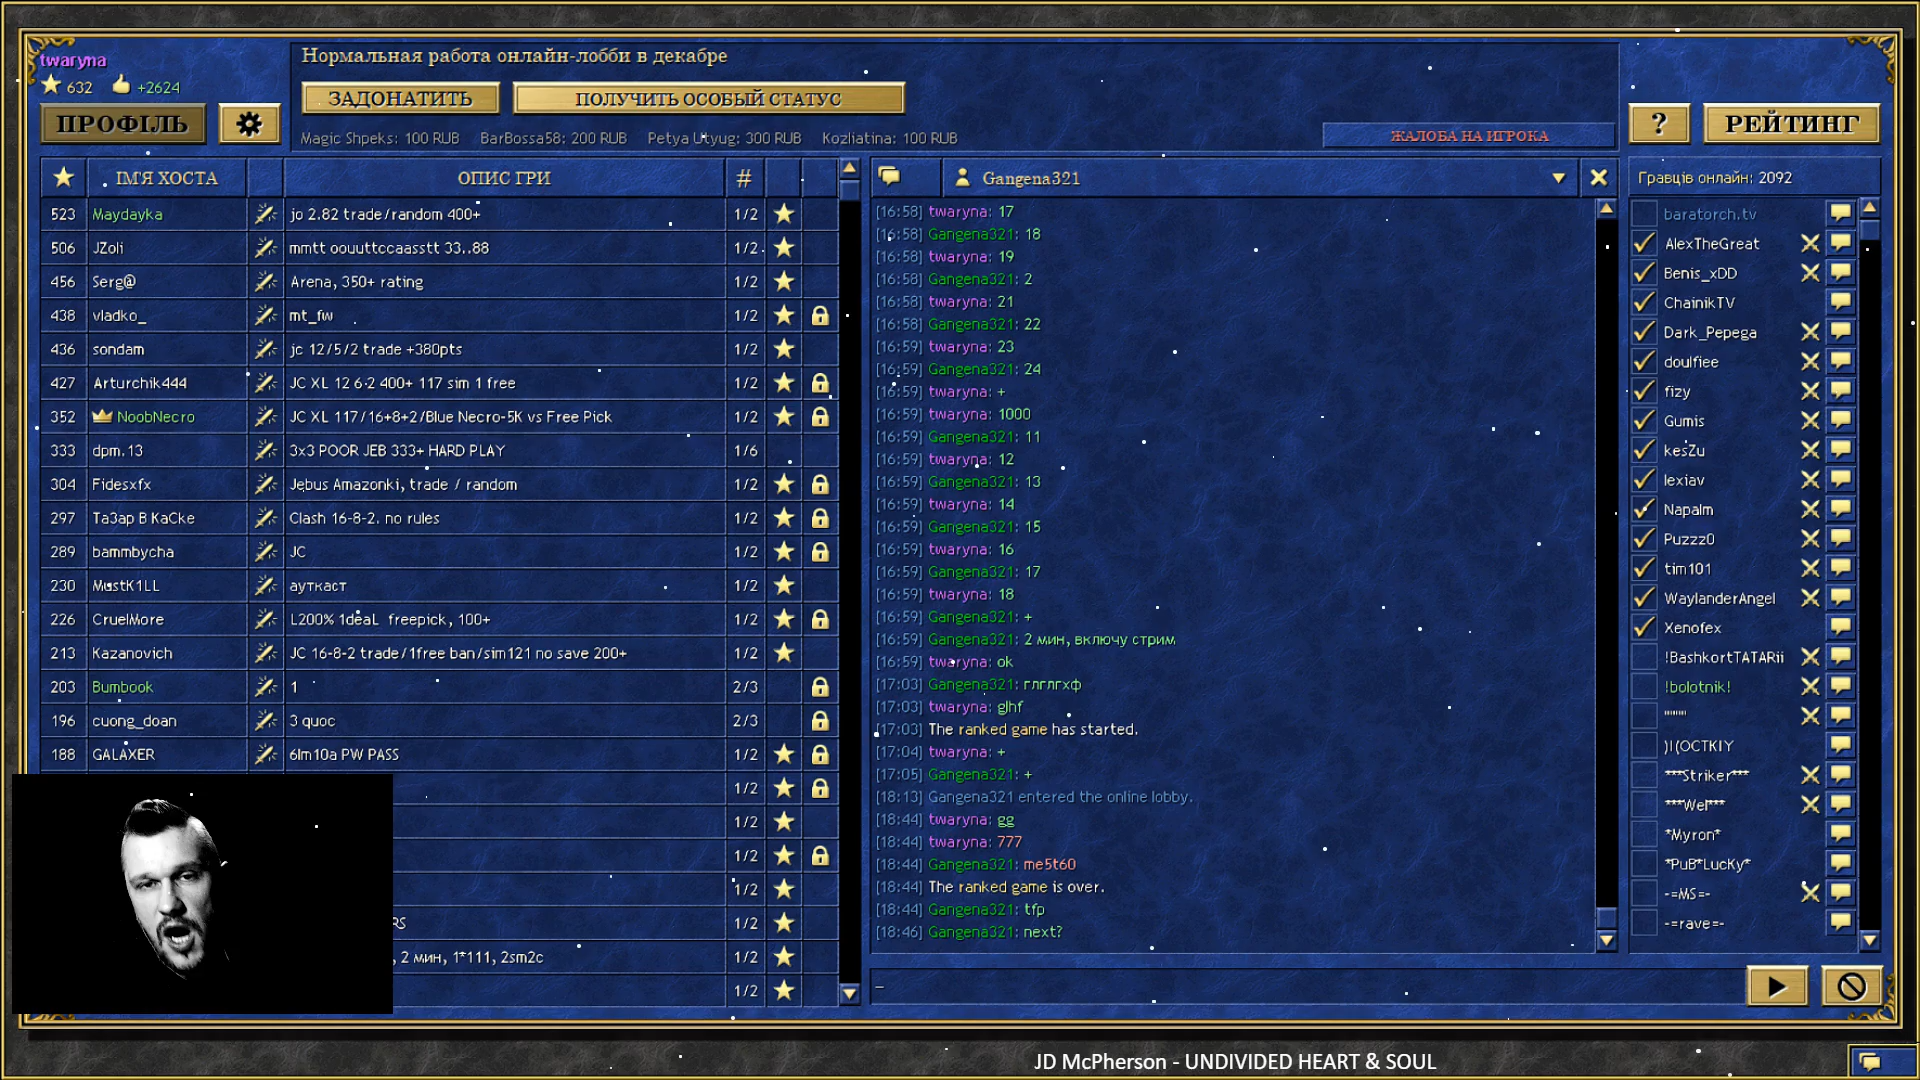 twaryna
632 +2624
ПРОФІЛЬ
Нормальная работа онлайн-лобби в декабре
ЗАДОНАТИТЬ
ПОЛУЧИТЬ ОСОБЫЙ СТАТУС
Magic Shpeks: 100 RUB BarBossa58: 200 RUB Petya Utyug: 300 RUB Kozliatina: 100 RUB
ЖАЛОБА НА ИГРОКА
?
РЕЙТИНГ
ІМ'Я ХОСТА ОПИС ГРИ #
523 Maydayka jo 2.82 trade/random 400+ 1/2
506 JZoli mmtt oouuttccaasstt 33..88 1/2
456 Serg@ Arena, 350+ rating 1/2
438 vladko_ mt_fw 1/2
436 sondam jc 12/5/2 trade +380pts 1/2
427 Arturchik444 JC XL 12 6-2 400+ 117 sim 1 free 1/2
352 NoobNecro JC XL 117/16+8+2/Blue Necro-5K vs Free Pick 1/2
333 dpm.13 3x3 POOR JEB 333+ HARD PLAY 1/6
304 Fidesxfx Jebus Amazonki, trade / random 1/2
297 Ta3ap B KaCke Clash 16-8-2. no rules 1/2
289 bammbycha JC 1/2
230 MustK1LL ауткаст 1/2
226 CruelMore L200% 1deaL freepick, 100+ 1/2
213 Kazanovich JC 16-8-2 trade/1free ban/sim121 no save 200+ 1/2
203 Bumbook 1 2/3
196 cuong_doan 3 quoc 2/3
188 GALAXER 6lm10a PW PASS 1/2
1/2
1/2
1/2
1/2
RS 1/2
, 2 мин, 1*111, 2sm2c 1/2
1/2
Gangena321
[16:58] twaryna: 17
[16:58] Gangena321: 18
[16:58] twaryna: 19
[16:58] Gangena321: 2
[16:58] twaryna: 21
[16:58] Gangena321: 22
[16:59] twaryna: 23
[16:59] Gangena321: 24
[16:59] twaryna: +
[16:59] twaryna: 1000
[16:59] Gangena321: 11
[16:59] twaryna: 12
[16:59] Gangena321: 13
[16:59] twaryna: 14
[16:59] Gangena321: 15
[16:59] twaryna: 16
[16:59] Gangena321: 17
[16:59] twaryna: 18
[16:59] Gangena321: +
[16:59] Gangena321: 2 мин, включу стрим
[16:59] twaryna: ok
[17:03] Gangena321: глглгхф
[17:03] twaryna: glhf
[17:03] The ranked game has started.
[17:04] twaryna: +
[17:05] Gangena321: +
[18:13] Gangena321 entered the online lobby.
[18:44] twaryna: gg
[18:44] twaryna: 777
[18:44] Gangena321: me5t60
[18:44] The ranked game is over.
[18:44] Gangena321: tfp
[18:46] Gangena321: next?
Гравців онлайн: 2092
baratorch.tv
AlexTheGreat
Benis_xDD
ChainikTV
Dark_Pepega
doulfiee
fizy
Gumis
kesZu
lexiav
Napalm
Puzzz0
tim101
WaylanderAngel
Xenofex
!BashkortTATARii
!bolotnik!
)I(OCTKIY
***Striker***
***Wel***
*Myron*
*PuB*LucKy*
-=MS=-
-=rave=-
JD McPherson - UNDIVIDED HEART & SOUL